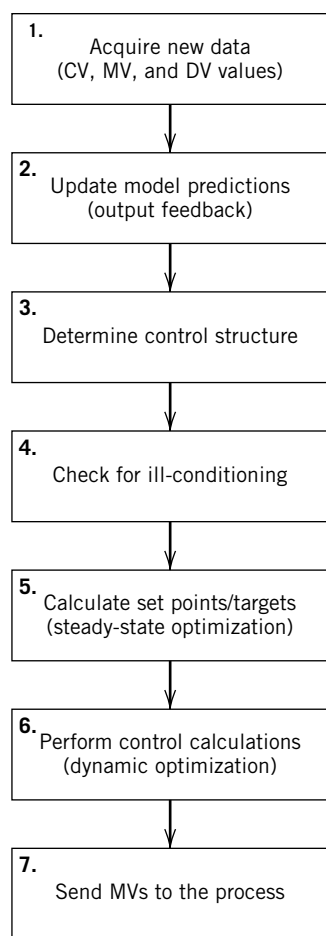 1.
Acquire new data
(CV, MV, and DV values)
2.
Update model predictions
(output feedback)
3.
Determine control structure
4.
Check for ill-conditioning
5.
Calculate set points/targets
(steady-state optimization)
6.
Perform control calculations
(dynamic optimization)
7.
Send MVs to the process